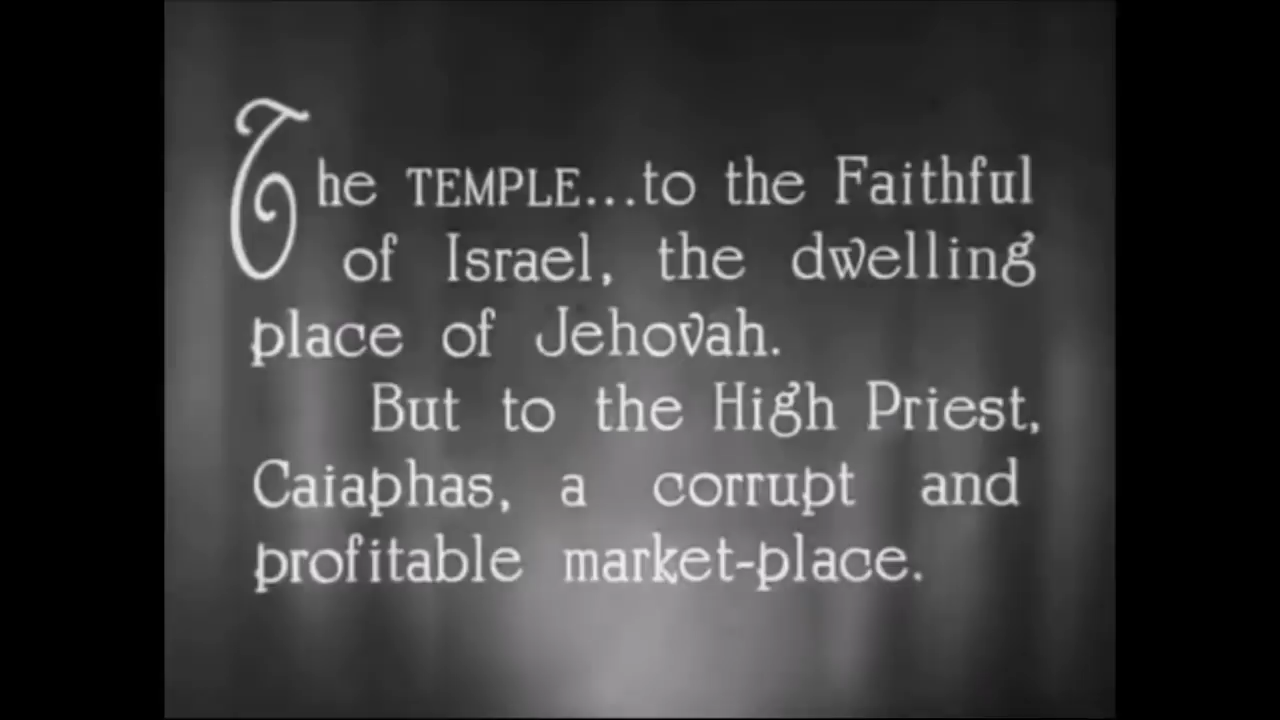 The TEMPLE...to the Faithful
of Israel, the dwelling
place of Jehovah.
But to the High Priest,
Caiaphas, a corrupt and
profitable market-place.